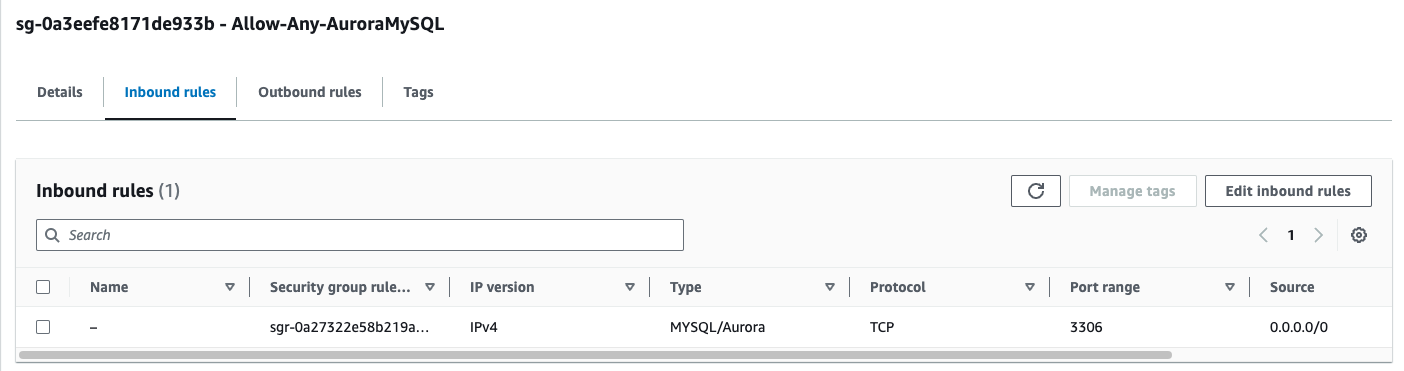 sg-0a3eefe8171de933b - Allow-Any-AuroraMySQL
Details Inbound rules Outbound rules Tags
Inbound rules (1) Manage tags Edit inbound rules
Search 1
Name Security group rule... IP version Type Protocol Port range Source
– sgr-0a27322e58b219a... IPv4 MYSQL/Aurora TCP 3306 0.0.0.0/0